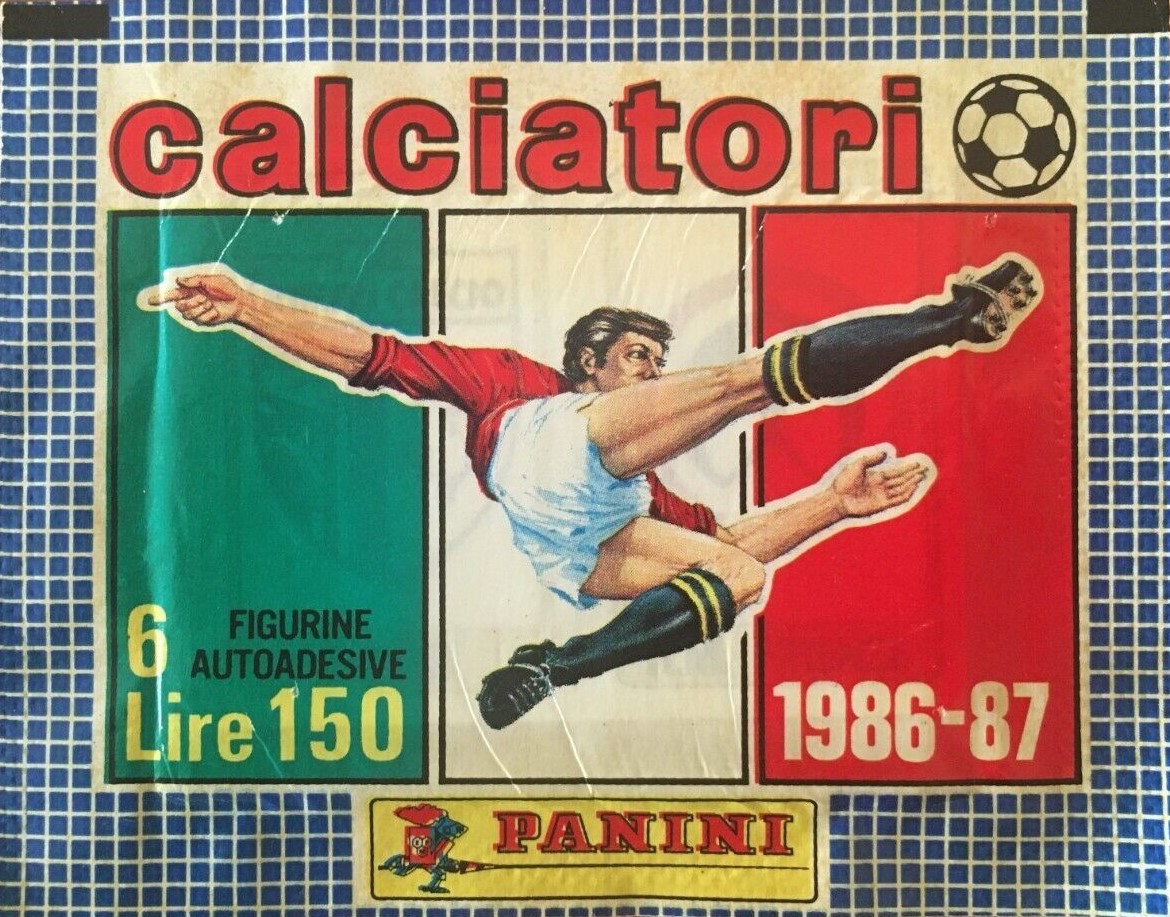 calciatori
6 FIGURINE
AUTOADESIVE
Lire 150
1986-87
PANINI